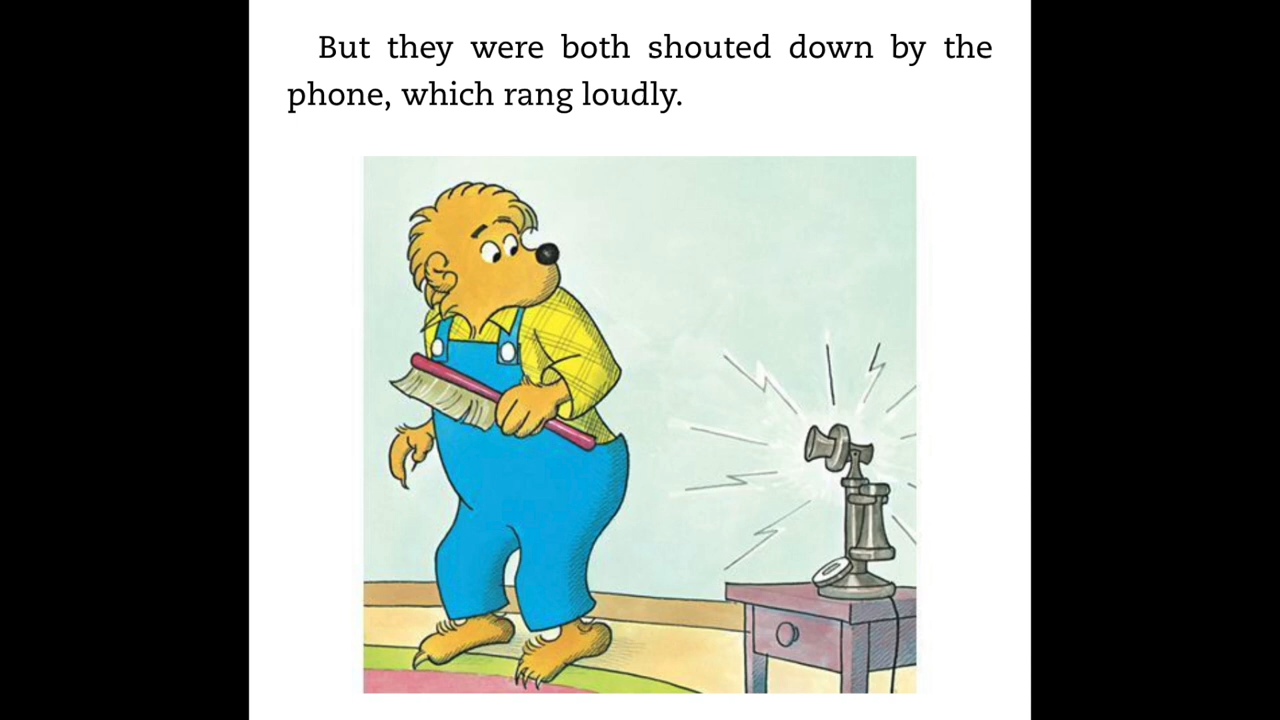 But they were both shouted down by the
phone, which rang loudly.